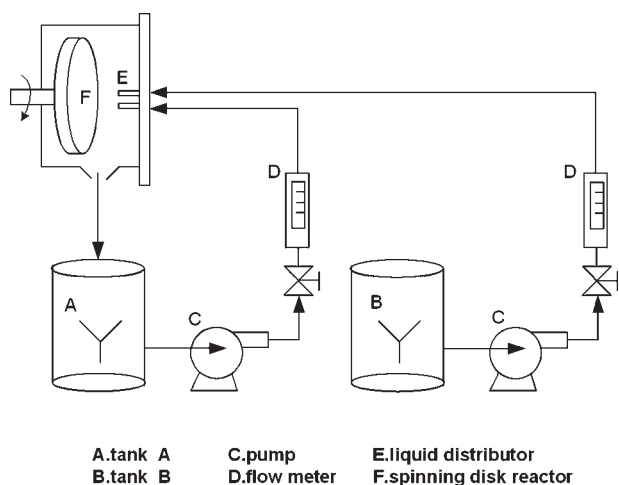 E
F
D
D
A
C
B
C
A.tank A C.pump E.liquid distributor
B.tank B D.flow meter F.spinning disk reactor